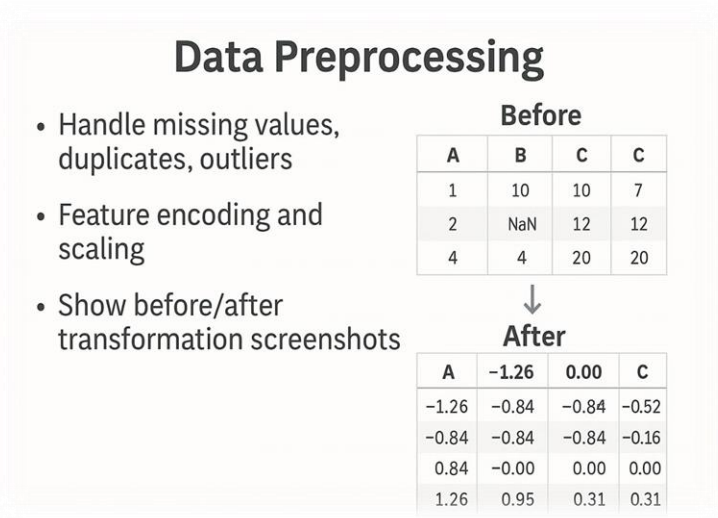 Data Preprocessing
• Handle missing values,
duplicates, outliers
• Feature encoding and
scaling
• Show before/after
transformation screenshots
Before
A B C C
1 10 10 7
2 NaN 12 12
4 4 20 20
↓
After
A −1.26 0.00 C
−1.26 −0.84 −0.84 −0.52
−0.84 −0.84 −0.84 −0.16
0.84 −0.00 0.00 0.00
1.26 0.95 0.31 0.31